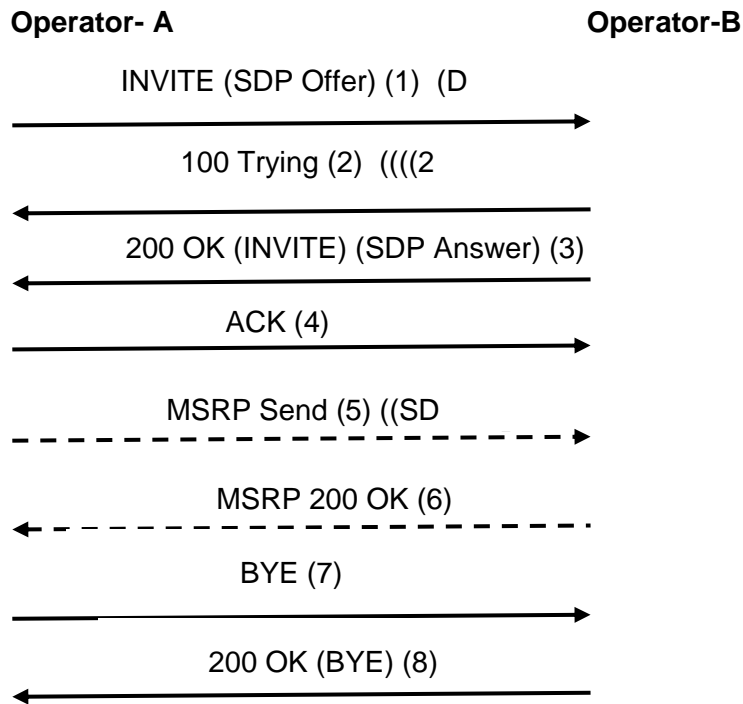 Operator- A Operator-B
INVITE (SDP Offer) (1) (D
100 Trying (2) ((((2
200 OK (INVITE) (SDP Answer) (3)
ACK (4)
MSRP Send (5) ((SD
MSRP 200 OK (6)
BYE (7)
200 OK (BYE) (8)